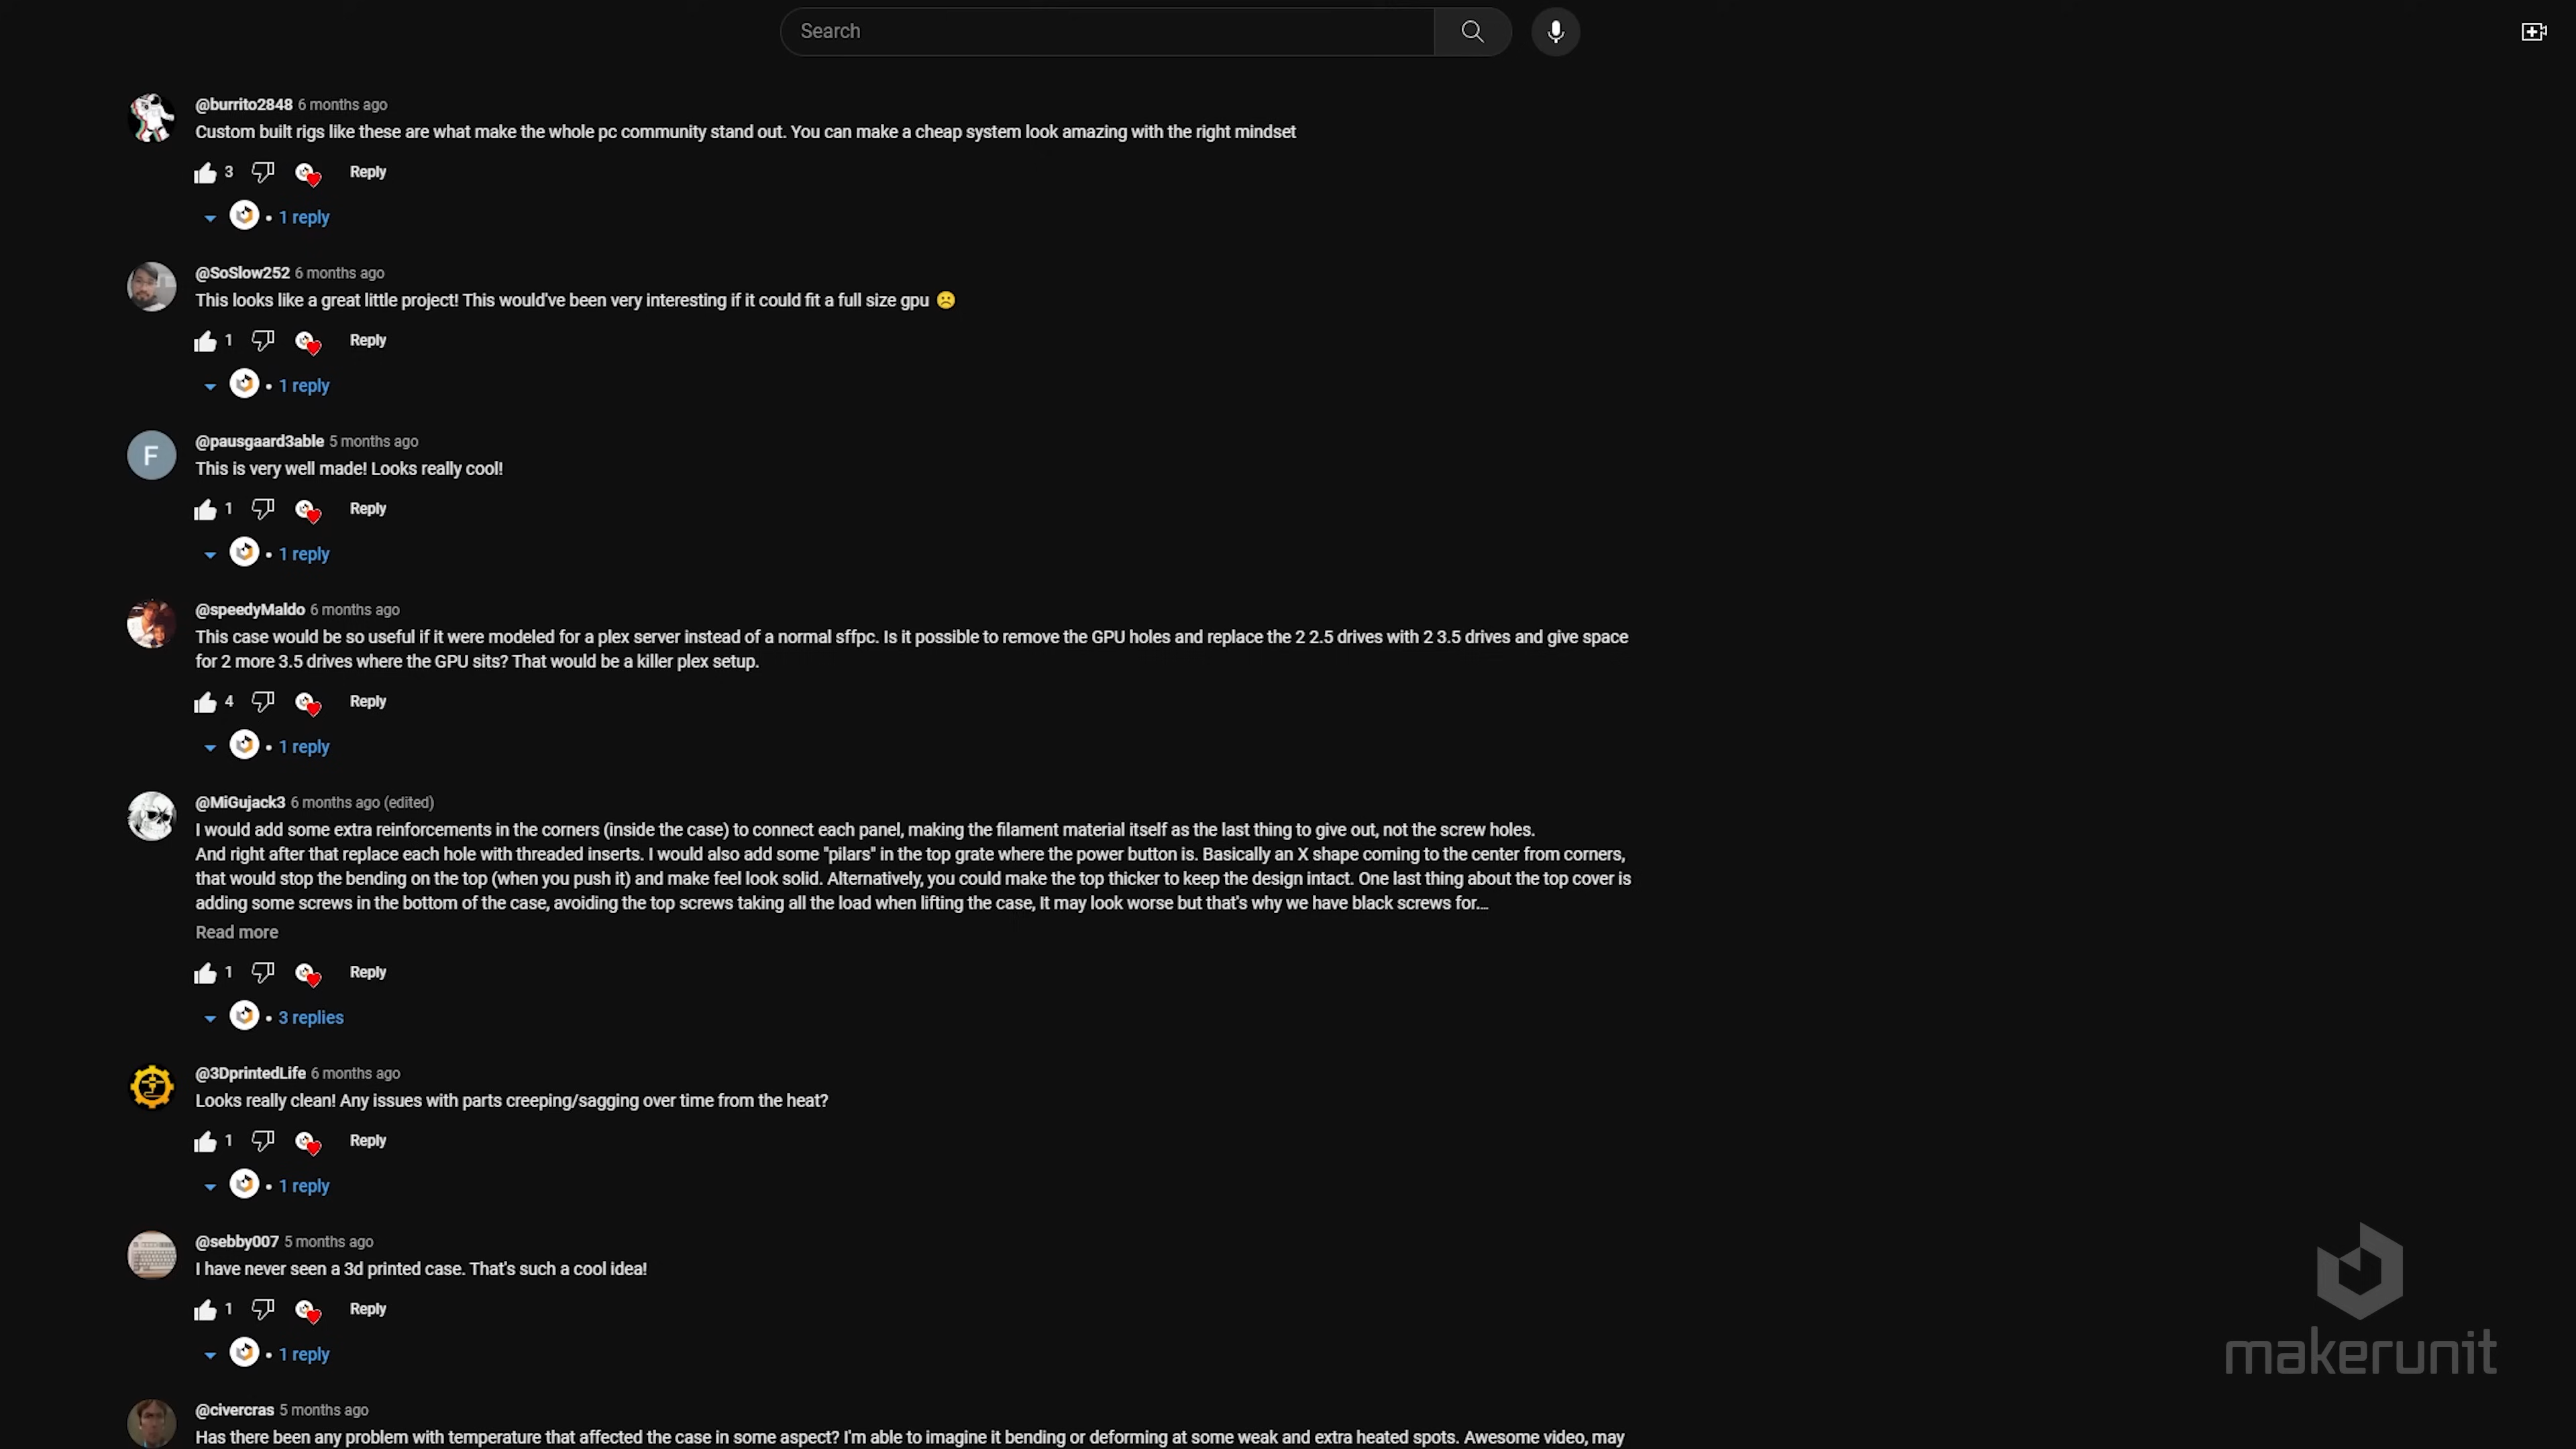 Search
@burrito2848 6 months ago
Custom built rigs like these are what make the whole pc community stand out. You can make a cheap system look amazing with the right mindset
3 Reply
• 1 reply
@SoSlow252 6 months ago
This looks like a great little project! This would've been very interesting if it could fit a full size gpu ☹️
1 Reply
• 1 reply
F
@pausgaard3able 5 months ago
This is very well made! Looks really cool!
1 Reply
• 1 reply
@speedyMaldo 6 months ago
This case would be so useful if it were modeled for a plex server instead of a normal sffpc. Is it possible to remove the GPU holes and replace the 2 2.5 drives with 2 3.5 drives and give space
for 2 more 3.5 drives where the GPU sits? That would be a killer plex setup.
4 Reply
• 1 reply
@MiGujack3 6 months ago (edited)
I would add some extra reinforcements in the corners (inside the case) to connect each panel, making the filament material itself as the last thing to give out, not the screw holes.
And right after that replace each hole with threaded inserts. I would also add some "pilars" in the top grate where the power button is. Basically an X shape coming to the center from corners,
that would stop the bending on the top (when you push it) and make feel look solid. Alternatively, you could make the top thicker to keep the design intact. One last thing about the top cover is
adding some screws in the bottom of the case, avoiding the top screws taking all the load when lifting the case, It may look worse but that's why we have black screws for...
Read more
1 Reply
• 3 replies
@3DprintedLife 6 months ago
Looks really clean! Any issues with parts creeping/sagging over time from the heat?
1 Reply
• 1 reply
@sebby007 5 months ago
I have never seen a 3d printed case. That's such a cool idea!
1 Reply
• 1 reply
@civercras 5 months ago
Has there been any problem with temperature that affected the case in some aspect? I'm able to imagine it bending or deforming at some weak and extra heated spots. Awesome video, may
makerunit